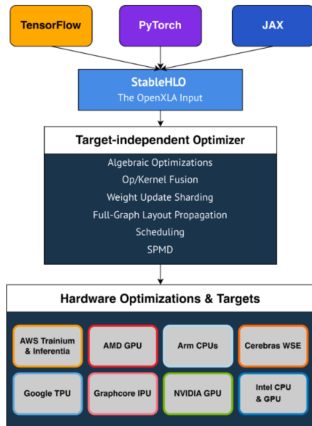 TensorFlow
PyTorch
JAX
StableHLO
The OpenXLA Input
Target-independent Optimizer
Algebraic Optimizations
Op/Kernel Fusion
Weight Update Sharding
Full-Graph Layout Propagation
Scheduling
SPMD
Hardware Optimizations & Targets
AWS Trainium
& Inferentia
AMD GPU
Arm CPUs
Cerebras WSE
Google TPU
Graphcore IPU
NVIDIA GPU
Intel CPU
& GPU